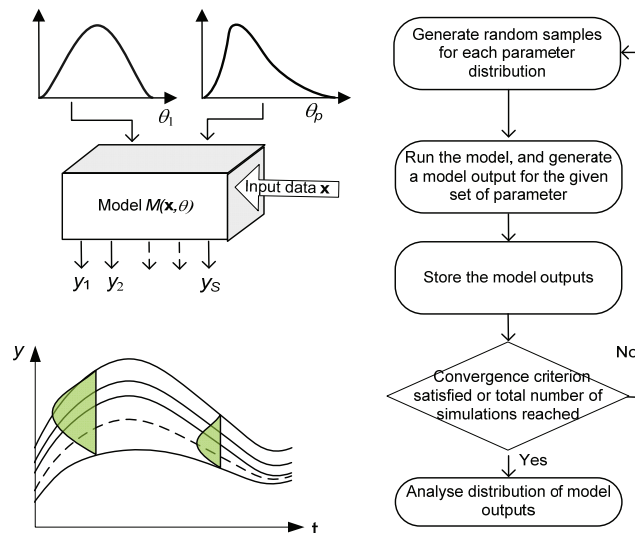 θ1
θp
Input data x
Model M(x,θ)
y1 y2 yS
y
t
Generate random samples
for each parameter
distribution
Run the model, and generate
a model output for the given
set of parameter
Store the model outputs
No
Convergence criterion
satisfied or total number of
simulations reached
Yes
Analyse distribution of model
outputs